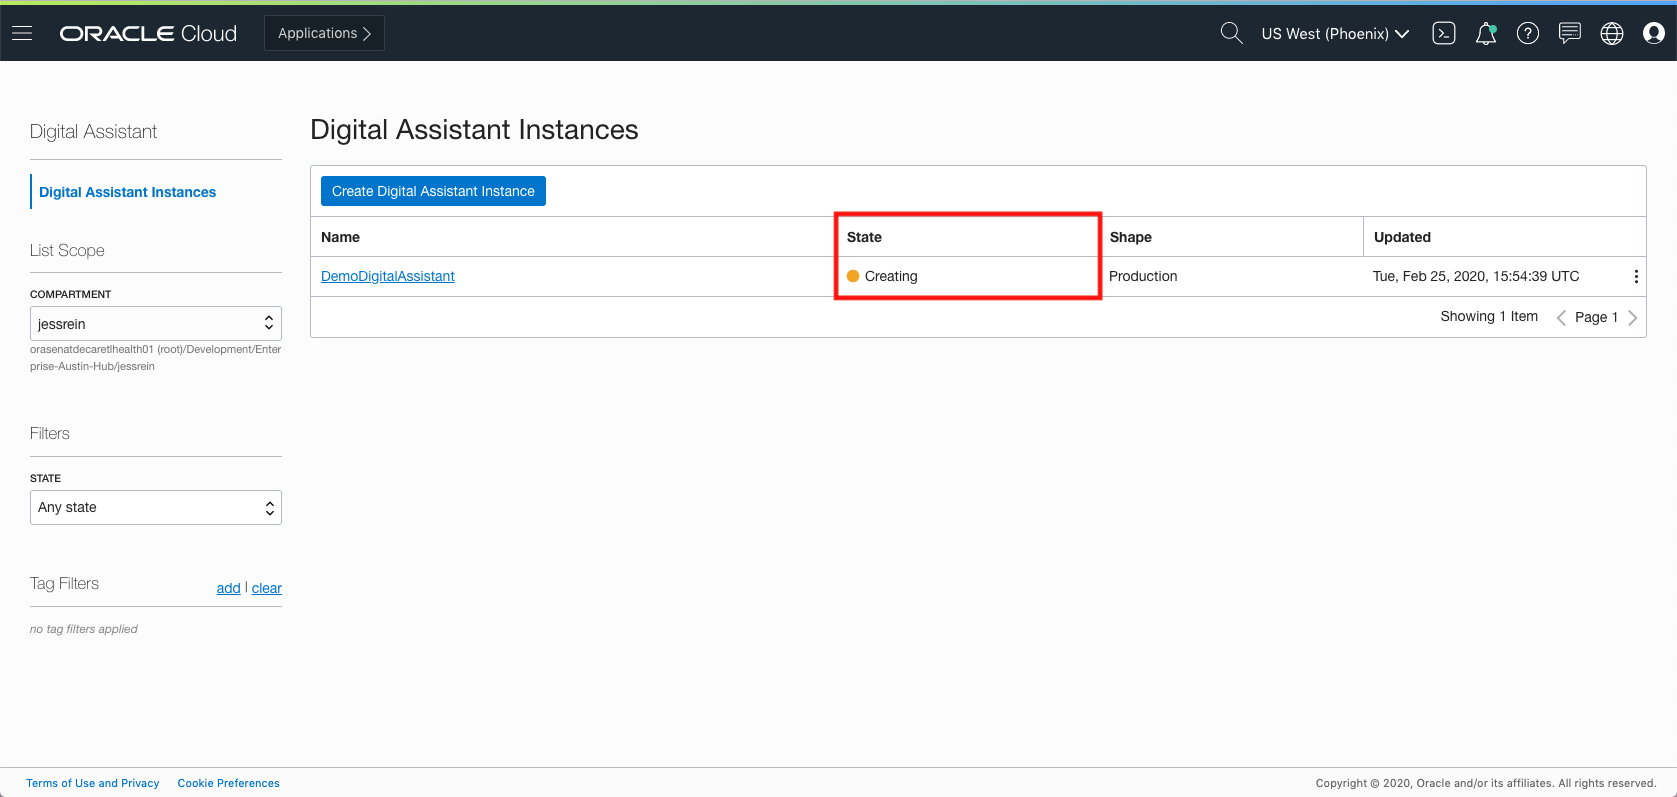 ORACLE Cloud
Applications
US West (Phoenix)
Digital Assistant
Digital Assistant Instances
List Scope
COMPARTMENT
jessrein
orasenatdecaretlhealth01 (root)/Development/Enter
prise-Austin-Hub/jessrein
Filters
STATE
Any state
Tag Filters
add | clear
no tag filters applied
Digital Assistant Instances
Create Digital Assistant Instance
Name State Shape Updated
DemoDigitalAssistant Creating Production Tue, Feb 25, 2020, 15:54:39 UTC
Showing 1 Item Page 1
Terms of Use and Privacy Cookie Preferences
Copyright © 2020, Oracle and/or its affiliates. All rights reserved.